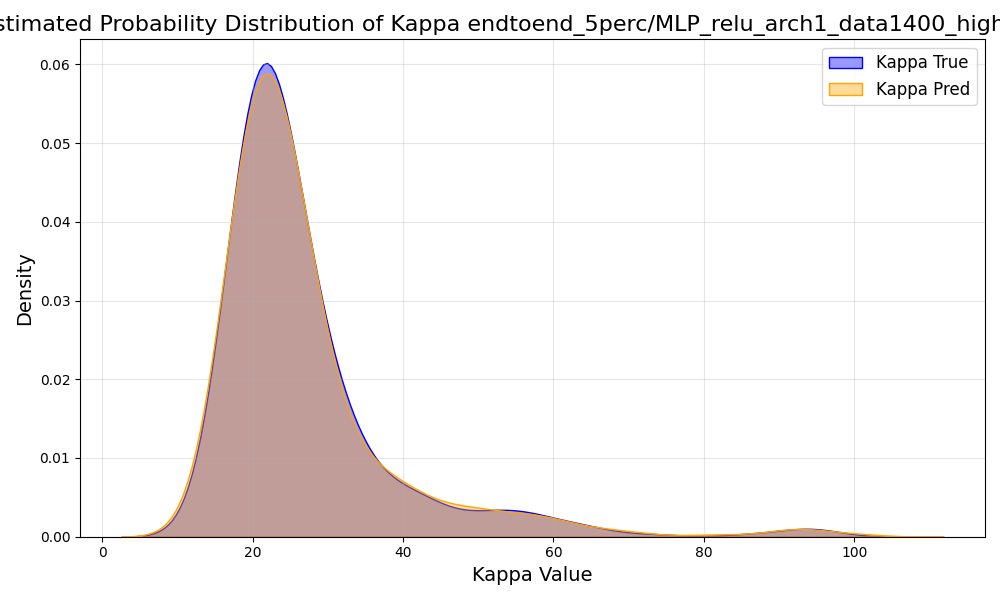 stimated Probability Distribution of Kappa endtoend_5perc/MLP_relu_arch1_data1400_high
Kappa True
Kappa Pred
0.06
0.05
0.04
0.03
0.02
0.01
0.00
Density
0 20 40 60 80 100
Kappa Value